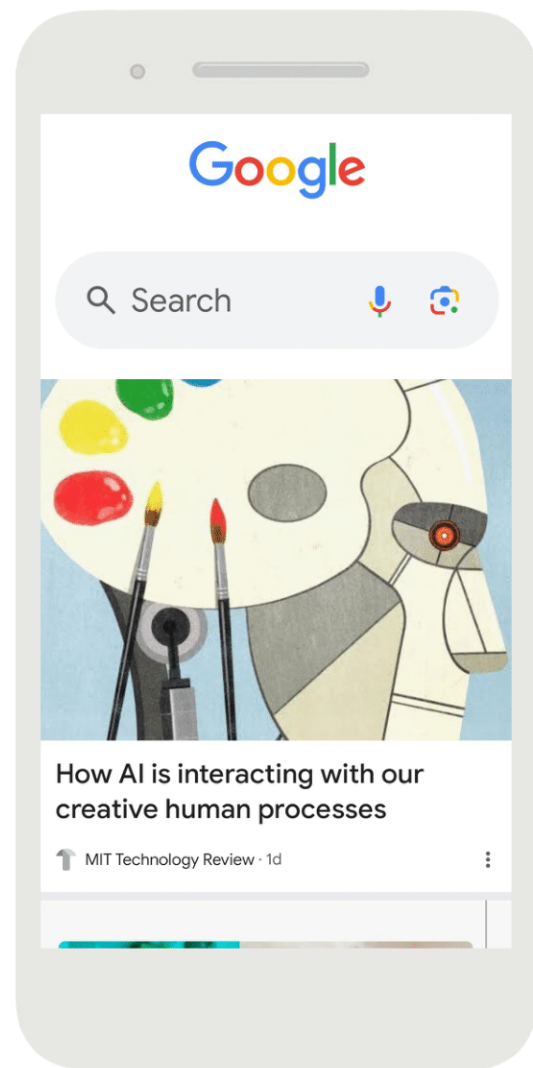 Google
Search
How AI is interacting with our
creative human processes
MIT Technology Review · 1d